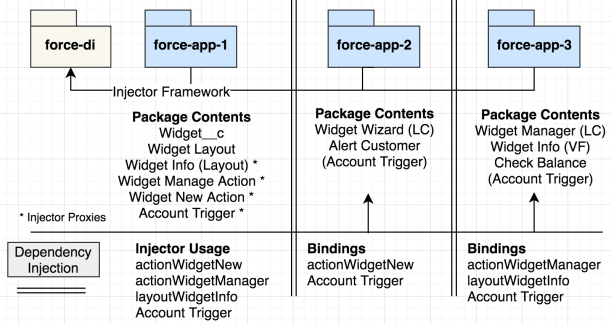 force-di
force-app-1
force-app-2
force-app-3
Injector Framework
Package Contents
Widget__c
Widget Layout
Widget Info (Layout) *
Widget Manage Action *
Widget New Action *
Account Trigger *
Package Contents
Widget Wizard (LC)
Alert Customer
(Account Trigger)
Package Contents
Widget Manager (LC)
Widget Info (VF)
Check Balance
(Account Trigger)
* Injector Proxies
Dependency
Injection
Injector Usage
actionWidgetNew
actionWidgetManager
layoutWidgetInfo
Account Trigger
Bindings
actionWidgetNew
Account Trigger
Bindings
actionWidgetManager
layoutWidgetInfo
Account Trigger